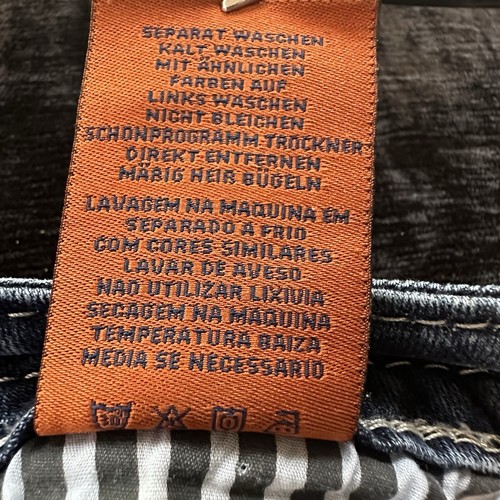 SEPARAT WASCHEN
KALT WASCHEN
MIT ÄHNLICHEN
FARBEN AUF
LINKS WASCHEN
NICHT BLEICHEN
SCHONPROGRAMM TROCKNER
DIREKT ENTFERNEN
MÄRIG HEIß BÜGELN
LAVAGEM NA MAQUINA EM
SEPARADO A FRIO
COM CORES SIMILARES
LAVAR DE AVESO
NAO UTILIZAR LIXIVIA
SECAGEM NA MAQUINA
TEMPERATURA BAIZA
MEDIA SE NECESSARIO
30